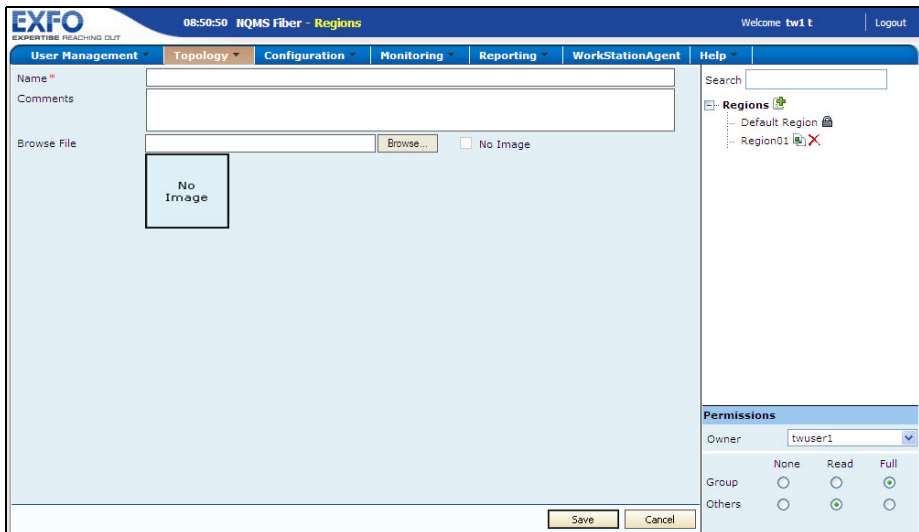 EXFO
EXPERTISE REACHING OUT
08:50:50 NQMS Fiber - Regions
Welcome tw1 t
Logout
User Management Topology Configuration Monitoring Reporting WorkStationAgent Help
Name *
Comments
Browse File
Browse...
No Image
No
Image
Search
Regions
Default Region
Region01
Permissions
Owner twuser1
None Read Full
Group
Others
Save Cancel